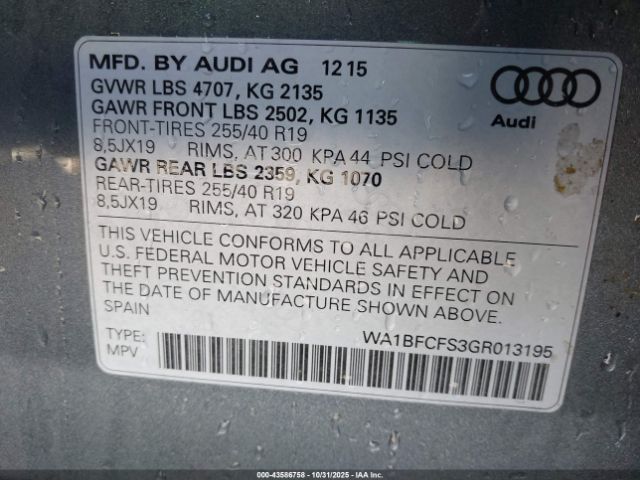 MFD. BY AUDI AG 12 15
GVWR LBS 4707, KG 2135
GAWR FRONT LBS 2502, KG 1135
FRONT-TIRES 255/40 R19
8,5JX19 RIMS, AT 300 KPA 44 PSI COLD
GAWR REAR LBS 2359, KG 1070
REAR-TIRES 255/40 R19
8,5JX19 RIMS, AT 320 KPA 46 PSI COLD
Audi
THIS VEHICLE CONFORMS TO ALL APPLICABLE
U.S. FEDERAL MOTOR VEHICLE SAFETY AND
THEFT PREVENTION STANDARDS IN EFFECT ON
THE DATE OF MANUFACTURE SHOWN ABOVE.
SPAIN
TYPE:
MPV
WA1BFCFS3GR013195
000-43586758 - 10/31/2025 - IAAI.COM